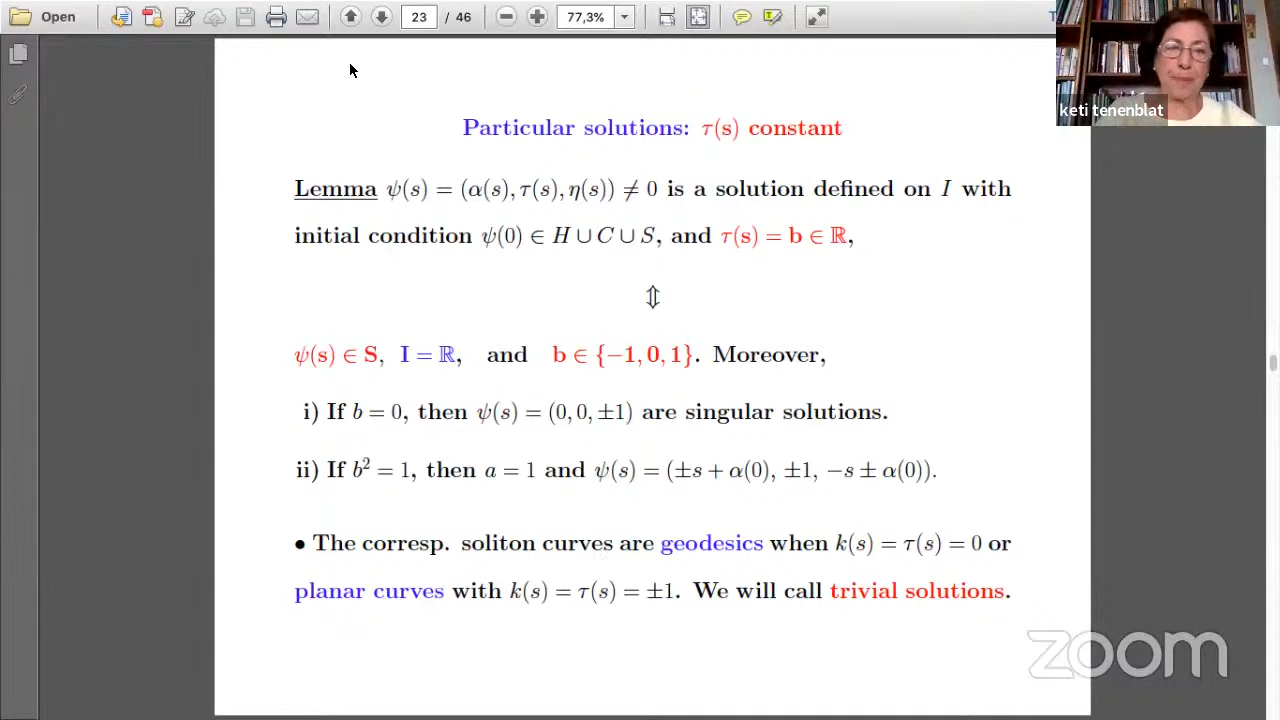 Open
23 / 46
77,3%
T
keti tenenblat
Particular solutions: τ(s) constant
Lemma ψ(s) = (α(s), τ(s), η(s)) ≠ 0 is a solution defined on I with
initial condition ψ(0) ∈ H ∪ C ∪ S, and τ(s) = b ∈ ℝ,
⇕
ψ(s) ∈ S, I = ℝ, and b ∈ {−1, 0, 1}. Moreover,
i) If b = 0, then ψ(s) = (0, 0, ±1) are singular solutions.
ii) If b² = 1, then a = 1 and ψ(s) = (±s + α(0), ±1, −s ± α(0)).
• The corresp. soliton curves are geodesics when k(s) = τ(s) = 0 or
planar curves with k(s) = τ(s) = ±1. We will call trivial solutions.
zoom